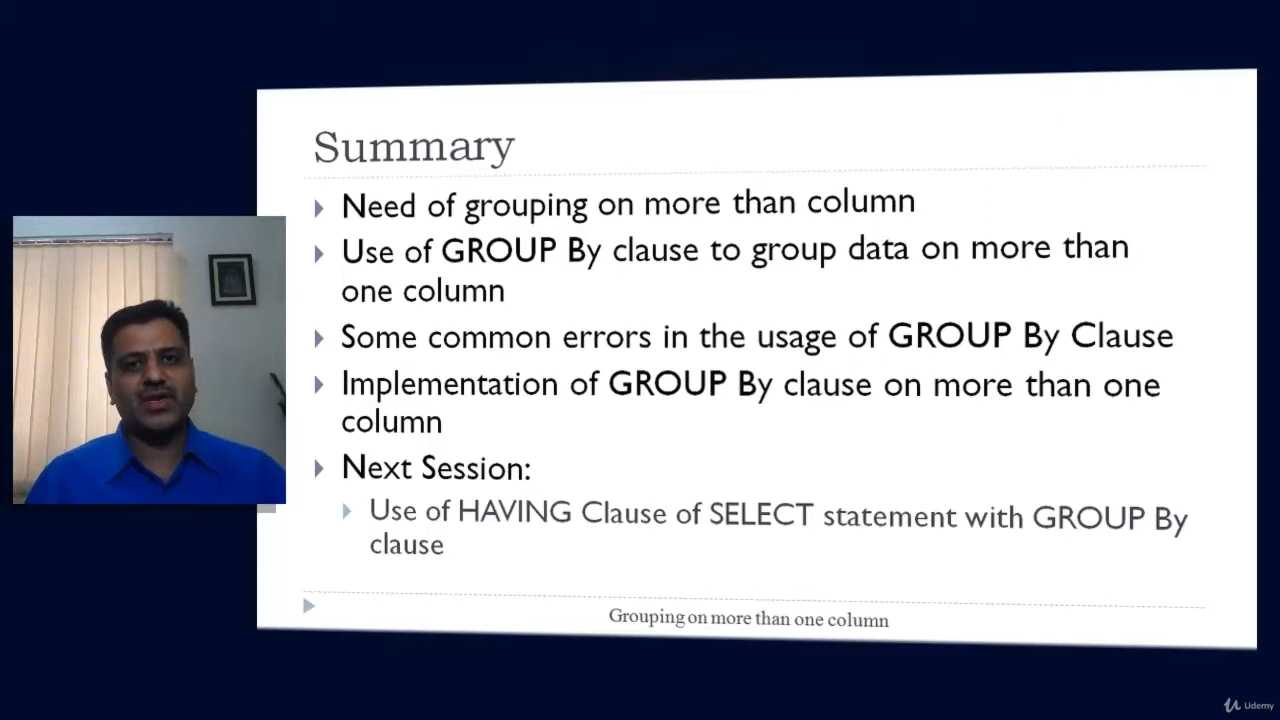 Summary
Need of grouping on more than column
Use of GROUP By clause to group data on more than
one column
Some common errors in the usage of GROUP By Clause
Implementation of GROUP By clause on more than one
column
Next Session:
Use of HAVING Clause of SELECT statement with GROUP By
clause
Grouping on more than one column
Udemy